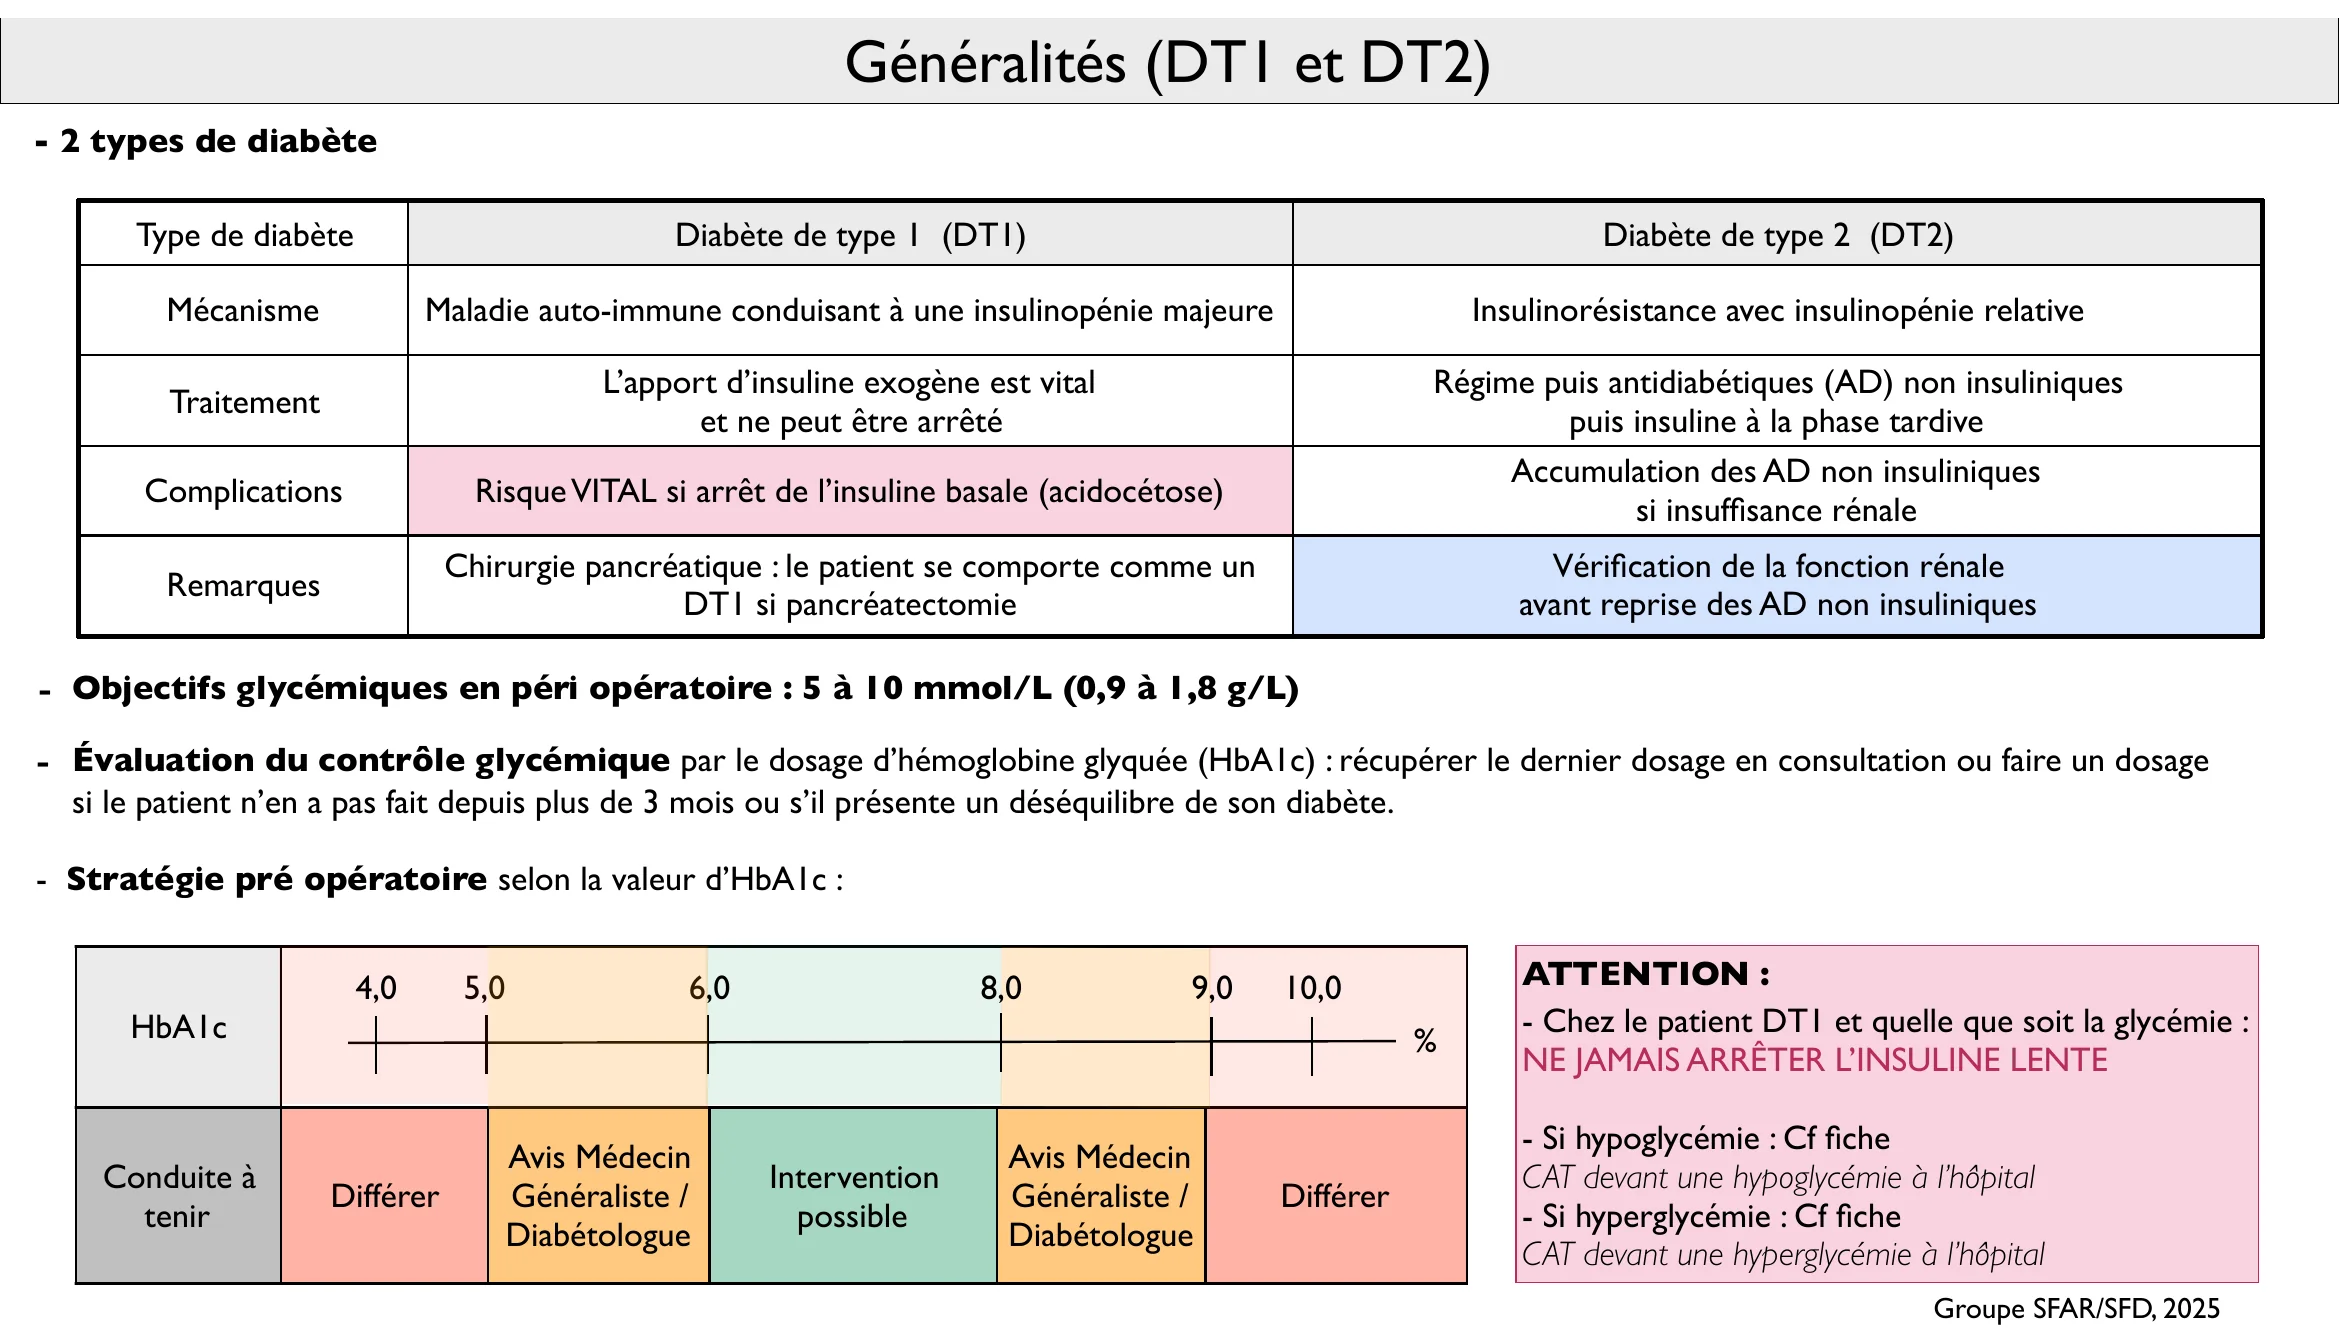 Généralités (DT1 et DT2)
- 2 types de diabète
Type de diabète
Diabète de type 1 (DT1)
Diabète de type 2 (DT2)
Mécanisme
Maladie auto-immune conduisant à une insulinopénie majeure
Insulinorésistance avec insulinopénie relative
Traitement
L’apport d’insuline exogène est vital
et ne peut être arrêté
Régime puis antidiabétiques (AD) non insuliniques
puis insuline à la phase tardive
Complications
Risque VITAL si arrêt de l’insuline basale (acidocétose)
Accumulation des AD non insuliniques
si insuffisance rénale
Remarques
Chirurgie pancréatique : le patient se comporte comme un
DT1 si pancréatectomie
Vérification de la fonction rénale
avant reprise des AD non insuliniques
- Objectifs glycémiques en péri opératoire : 5 à 10 mmol/L (0,9 à 1,8 g/L)
- Évaluation du contrôle glycémique par le dosage d’hémoglobine glyquée (HbA1c) : récupérer le dernier dosage en consultation ou faire un dosage
si le patient n’en a pas fait depuis plus de 3 mois ou s’il présente un déséquilibre de son diabète.
- Stratégie pré opératoire selon la valeur d’HbA1c :
HbA1c
4,0 5,0 6,0 8,0 9,0 10,0
%
Conduite à
tenir
Différer
Avis Médecin
Généraliste /
Diabétologue
Intervention
possible
Avis Médecin
Généraliste /
Diabétologue
Différer
ATTENTION :
- Chez le patient DT1 et quelle que soit la glycémie :
NE JAMAIS ARRÊTER L’INSULINE LENTE
- Si hypoglycémie : Cf fiche
CAT devant une hypoglycémie à l’hôpital
- Si hyperglycémie : Cf fiche
CAT devant une hyperglycémie à l’hôpital
Groupe SFAR/SFD, 2025